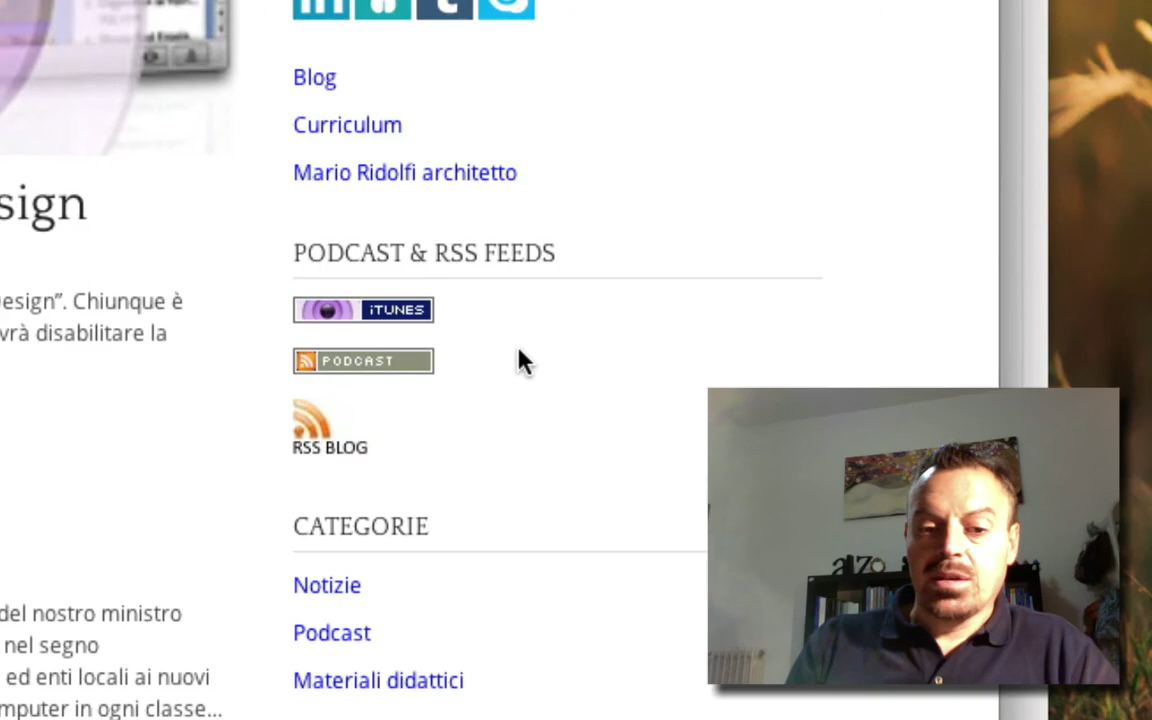 Blog
Curriculum
Mario Ridolfi architetto
sign
PODCAST & RSS FEEDS
esign”. Chiunque è
iTUNES
vrà disabilitare la
PODCAST
RSS BLOG
CATEGORIE
Notizie
del nostro ministro
Podcast
nel segno
ed enti locali ai nuovi
Materiali didattici
mputer in ogni classe...